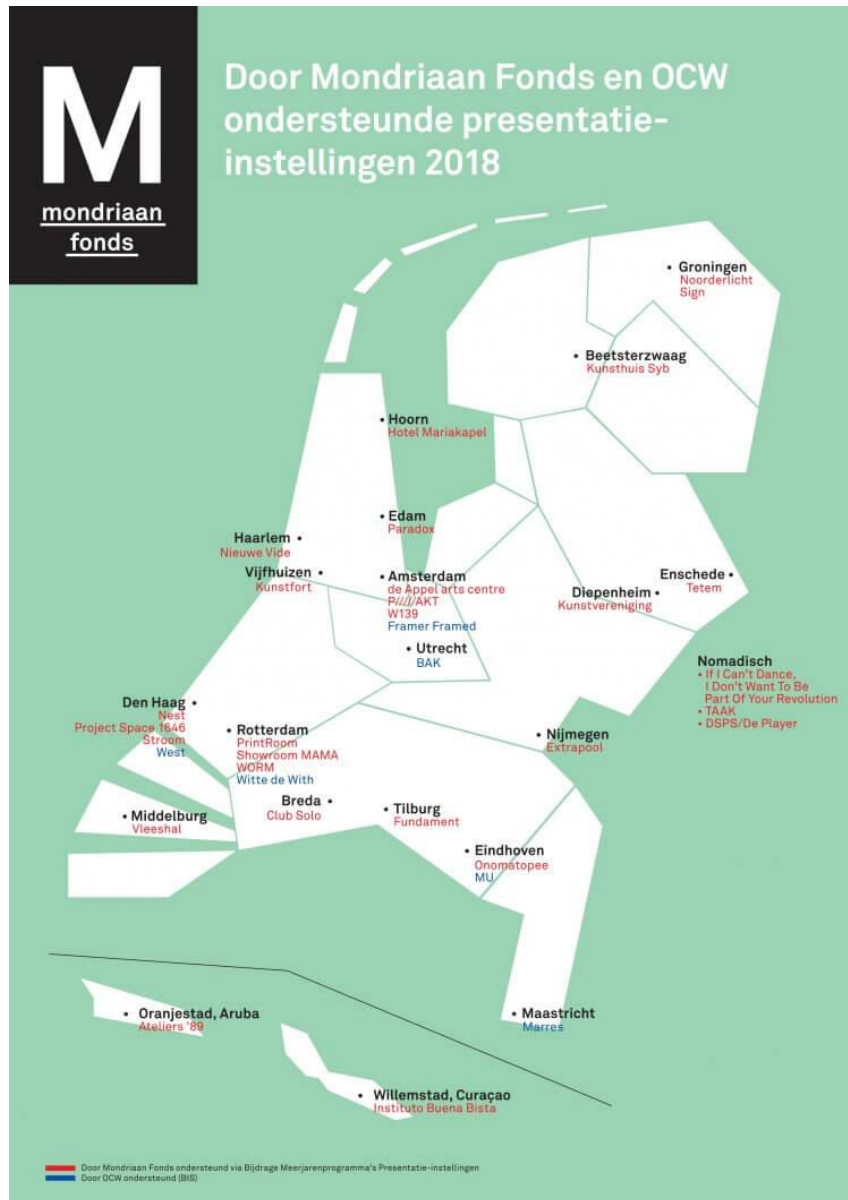 M
mondriaan
fonds
Door Mondriaan Fonds en OCW
ondersteunde presentatie-
instellingen 2018
• Groningen
Noorderlicht
Sign
• Beetsterzwaag
Kunsthuis Syb
• Hoorn
Hotel Mariakapel
• Edam
Paradox
Haarlem •
Nieuwe Vide
Vijfhuizen •
Kunstfort
• Amsterdam
de Appel arts centre
P/////AKT
W139
Framer Framed
Enschede •
Tetem
Diepenheim •
Kunstvereniging
• Utrecht
BAK
Nomadisch
• If I Can't Dance,
I Don't Want To Be
Part Of Your Revolution
• TAAK
• DSPS/De Player
Den Haag •
Nest
Project Space 1646
Stroom
West
• Rotterdam
PrintRoom
Showroom MAMA
WORM
Witte de With
• Nijmegen
Extrapool
Breda •
Club Solo
• Tilburg
Fundament
• Middelburg
Vleeshal
• Eindhoven
Onomatopee
MU
• Oranjestad, Aruba
Ateliers '89
• Maastricht
Marres
• Willemstad, Curaçao
Instituto Buena Bista
Door Mondriaan Fonds ondersteund via Bijdrage Meerjarenprogramma's Presentatie-instellingen
Door OCW ondersteund (BIS)